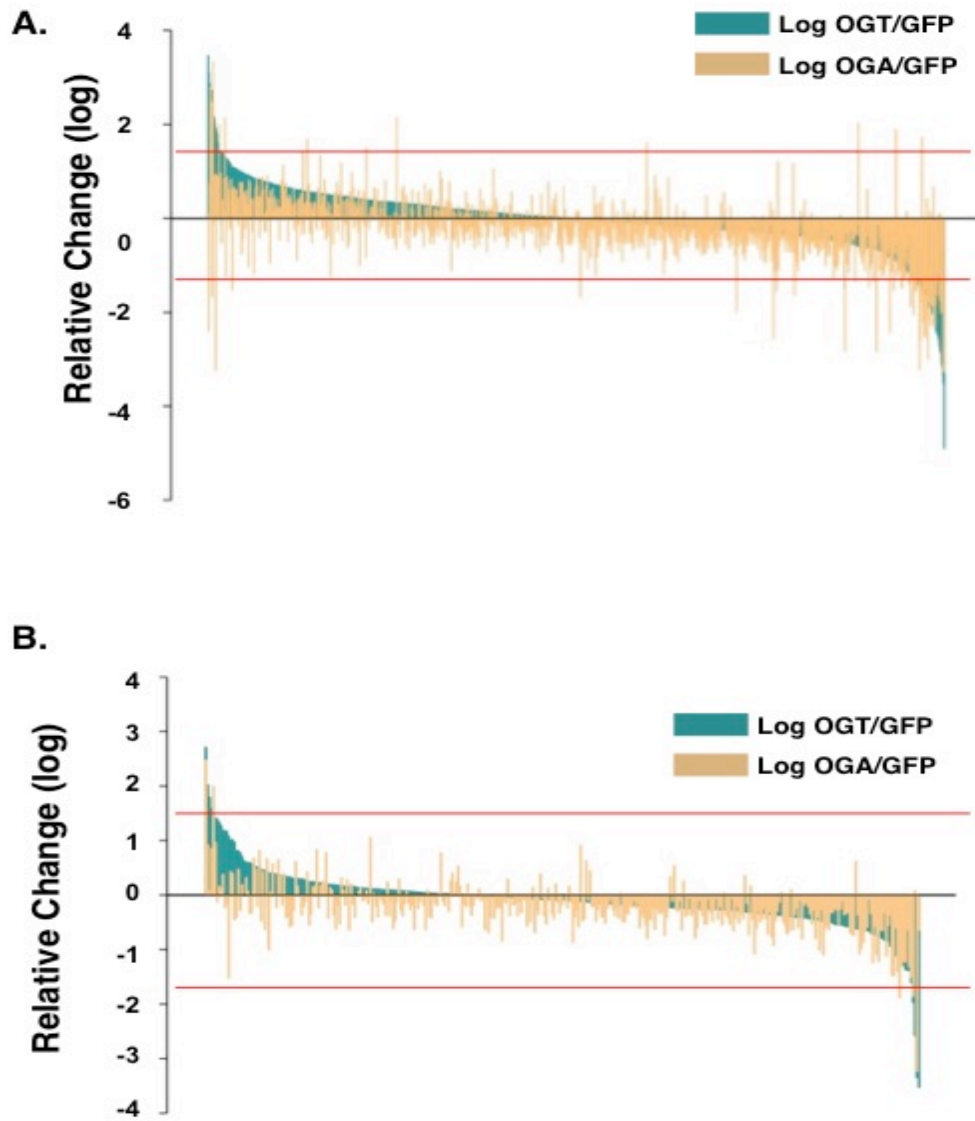 A.
Log OGT/GFP
Log OGA/GFP
Relative Change (log)
4
2
0
-2
-4
-6
B.
Log OGT/GFP
Log OGA/GFP
Relative Change (log)
4
3
2
1
0
-1
-2
-3
-4